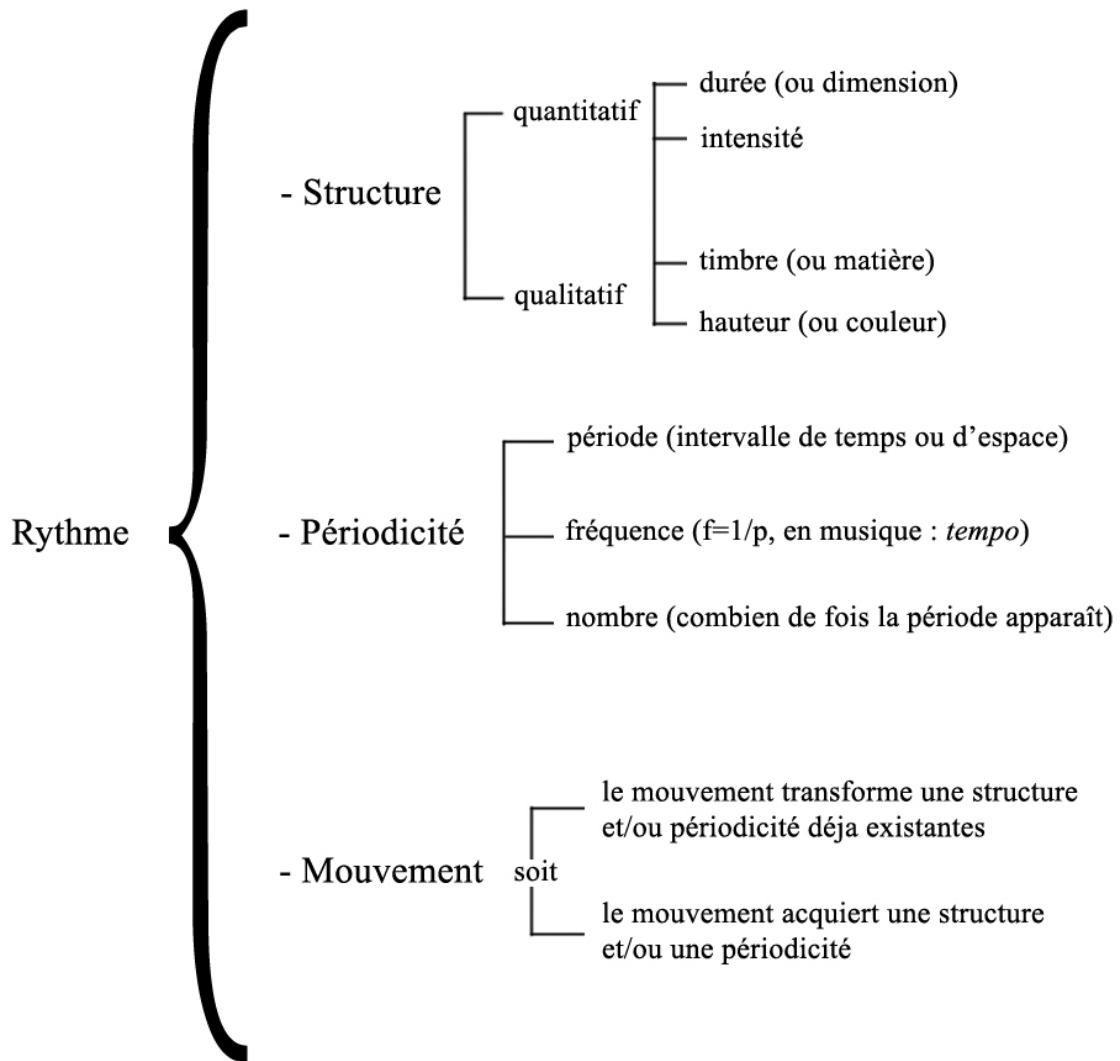 durée (ou dimension)
quantitatif
intensité
- Structure
timbre (ou matière)
qualitatif
hauteur (ou couleur)
période (intervalle de temps ou d’espace)
Rythme
- Périodicité
fréquence (f=1/p, en musique : tempo)
nombre (combien de fois la période apparaît)
le mouvement transforme une structure
et/ou périodicité déja existantes
- Mouvement
soit
le mouvement acquiert une structure
et/ou une périodicité